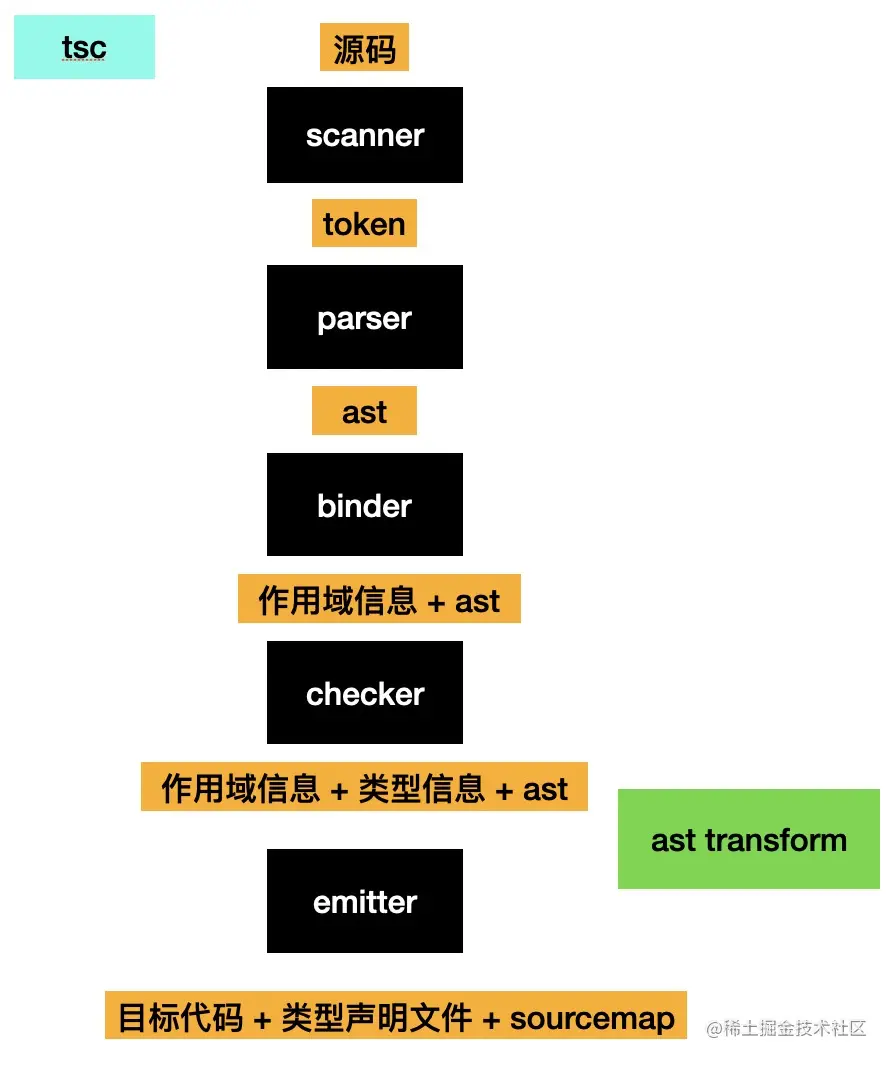 tsc
源码
scanner
token
parser
ast
binder
作用域信息 + ast
checker
作用域信息 + 类型信息 + ast
ast transform
emitter
目标代码 + 类型声明文件 + sourcemap
@稀土掘金技术社区